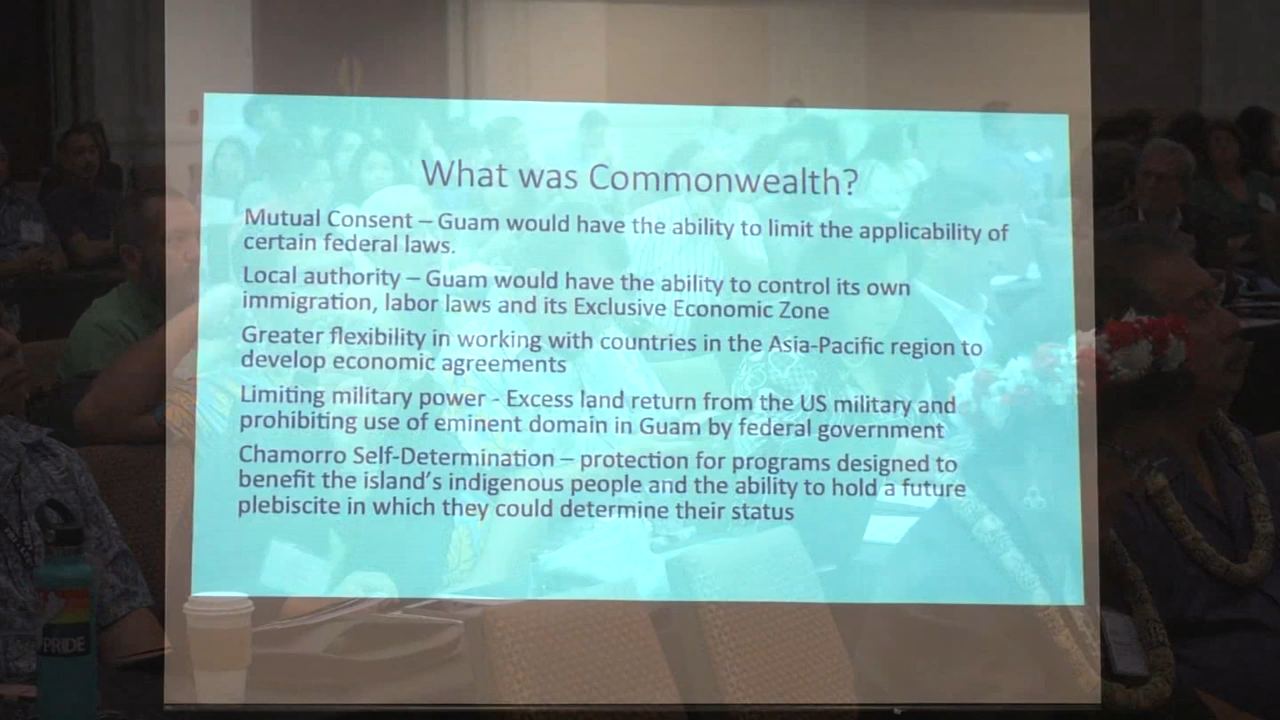 What was Commonwealth?
Mutual Consent – Guam would have the ability to limit the applicability of
certain federal laws.
Local authority – Guam would have the ability to control its own
immigration, labor laws and its Exclusive Economic Zone
Greater flexibility in working with countries in the Asia-Pacific region to
develop economic agreements
Limiting military power - Excess land return from the US military and
prohibiting use of eminent domain in Guam by federal government
Chamorro Self-Determination – protection for programs designed to
benefit the island's indigenous people and the ability to hold a future
plebiscite in which they could determine their status
PRIDE